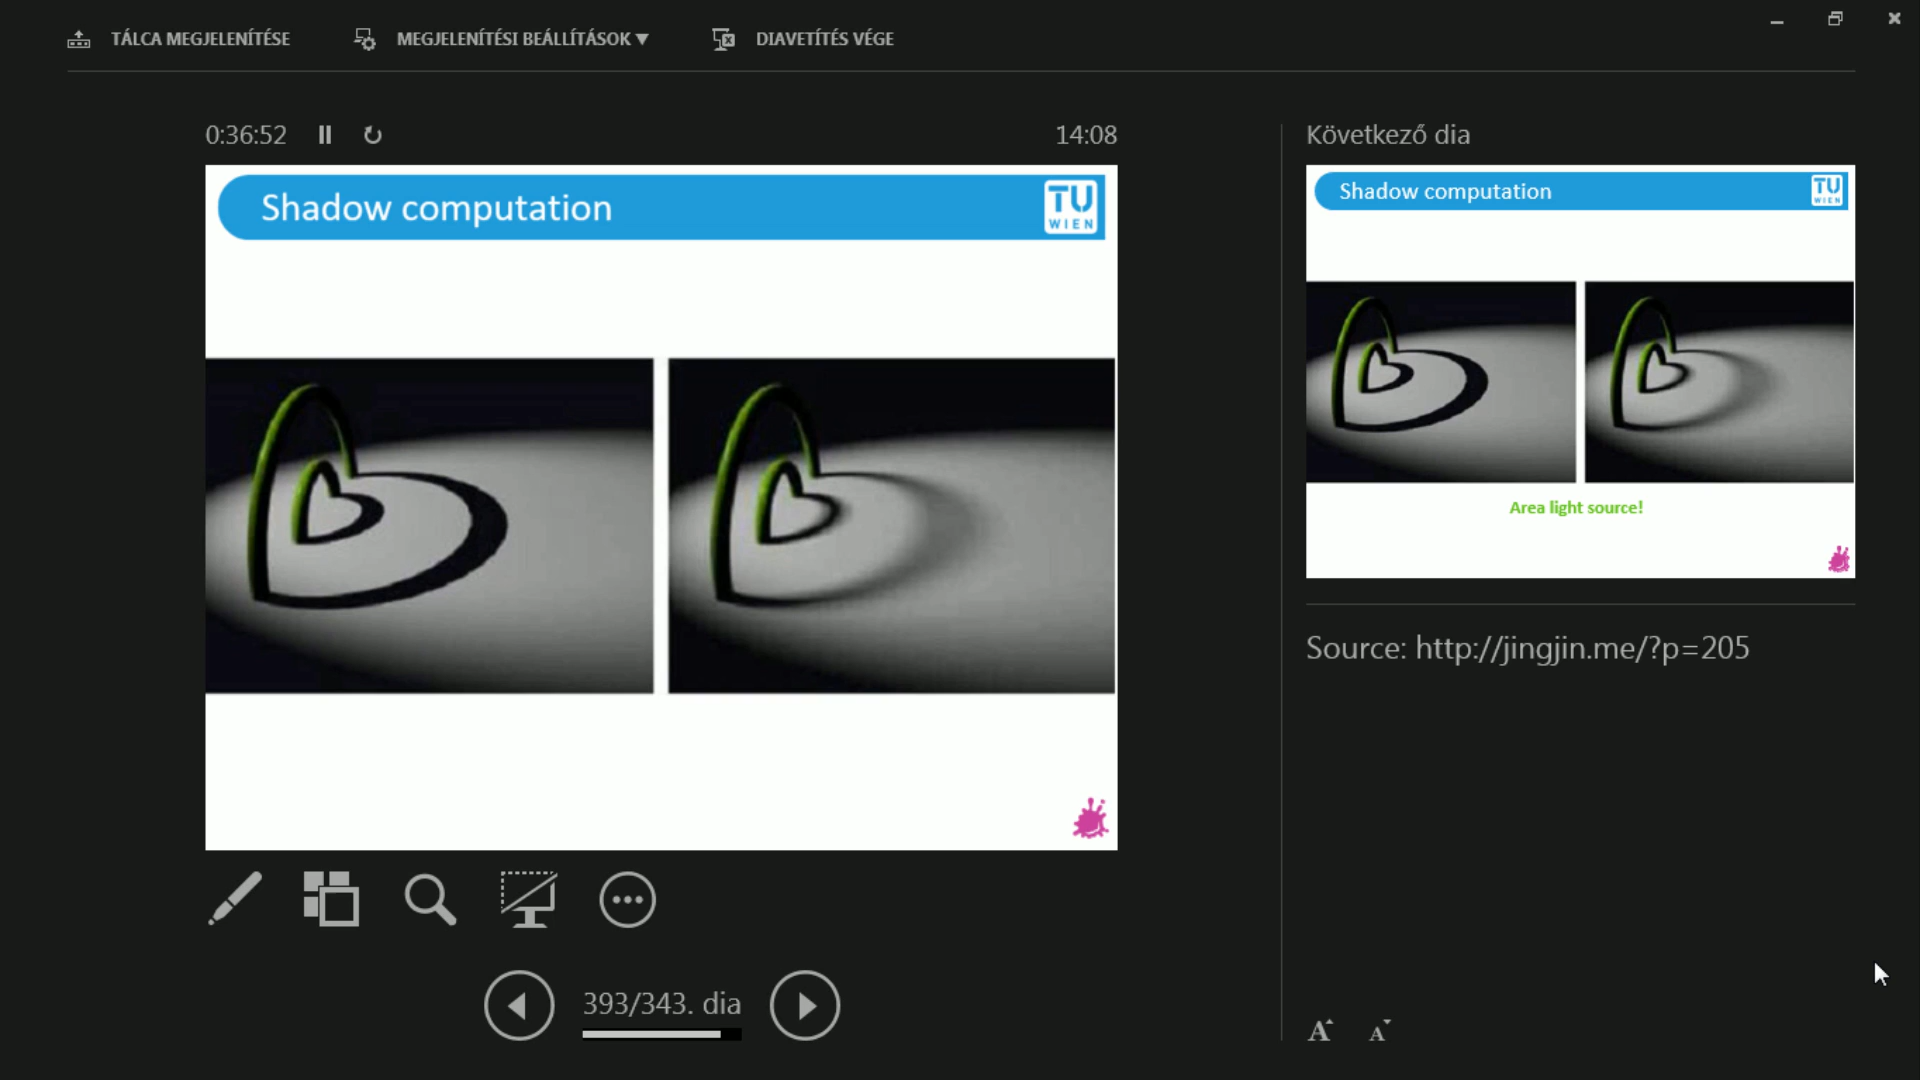 TÁLCA MEGJELENÍTÉSE
MEGJELENÍTÉSI BEÁLLÍTÁSOK
DIAVETÍTÉS VÉGE
0:36:52
14:08
Shadow computation
TU
WIEN
393/343. dia
Következő dia
Shadow computation
TU
WIEN
Area light source!
Source: http://jingjin.me/?p=205
A A